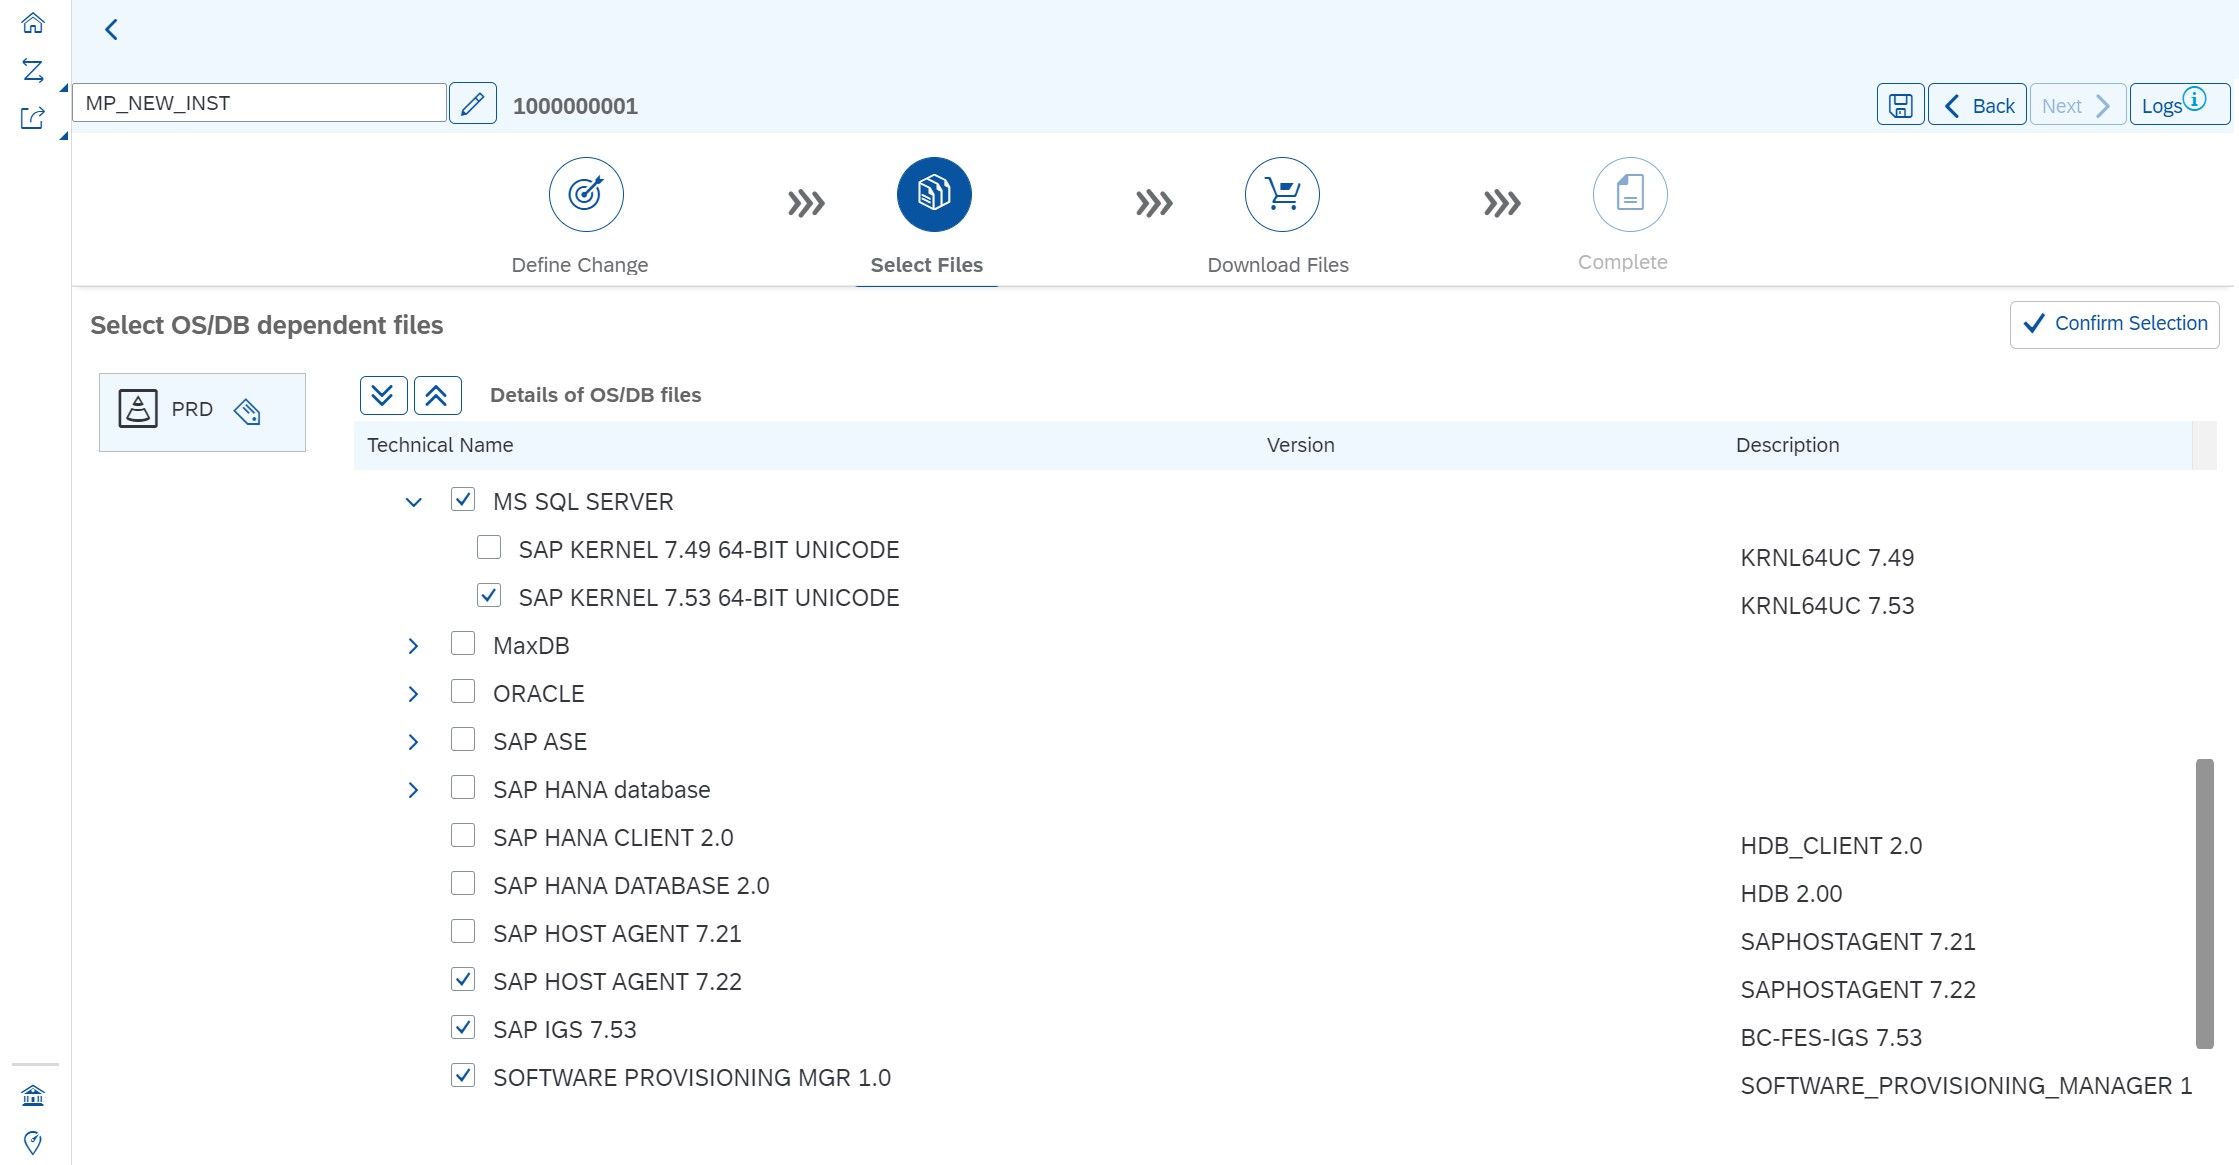 MP_NEW_INST
1000000001
Back
Next
Logs
Define Change
Select Files
Download Files
Complete
Select OS/DB dependent files
Confirm Selection
PRD
Details of OS/DB files
Technical Name Version Description
MS SQL SERVER
SAP KERNEL 7.49 64-BIT UNICODE KRNL64UC 7.49
SAP KERNEL 7.53 64-BIT UNICODE KRNL64UC 7.53
MaxDB
ORACLE
SAP ASE
SAP HANA database
SAP HANA CLIENT 2.0 HDB_CLIENT 2.0
SAP HANA DATABASE 2.0 HDB 2.00
SAP HOST AGENT 7.21 SAPHOSTAGENT 7.21
SAP HOST AGENT 7.22 SAPHOSTAGENT 7.22
SAP IGS 7.53 BC-FES-IGS 7.53
SOFTWARE PROVISIONING MGR 1.0 SOFTWARE_PROVISIONING_MANAGER 1